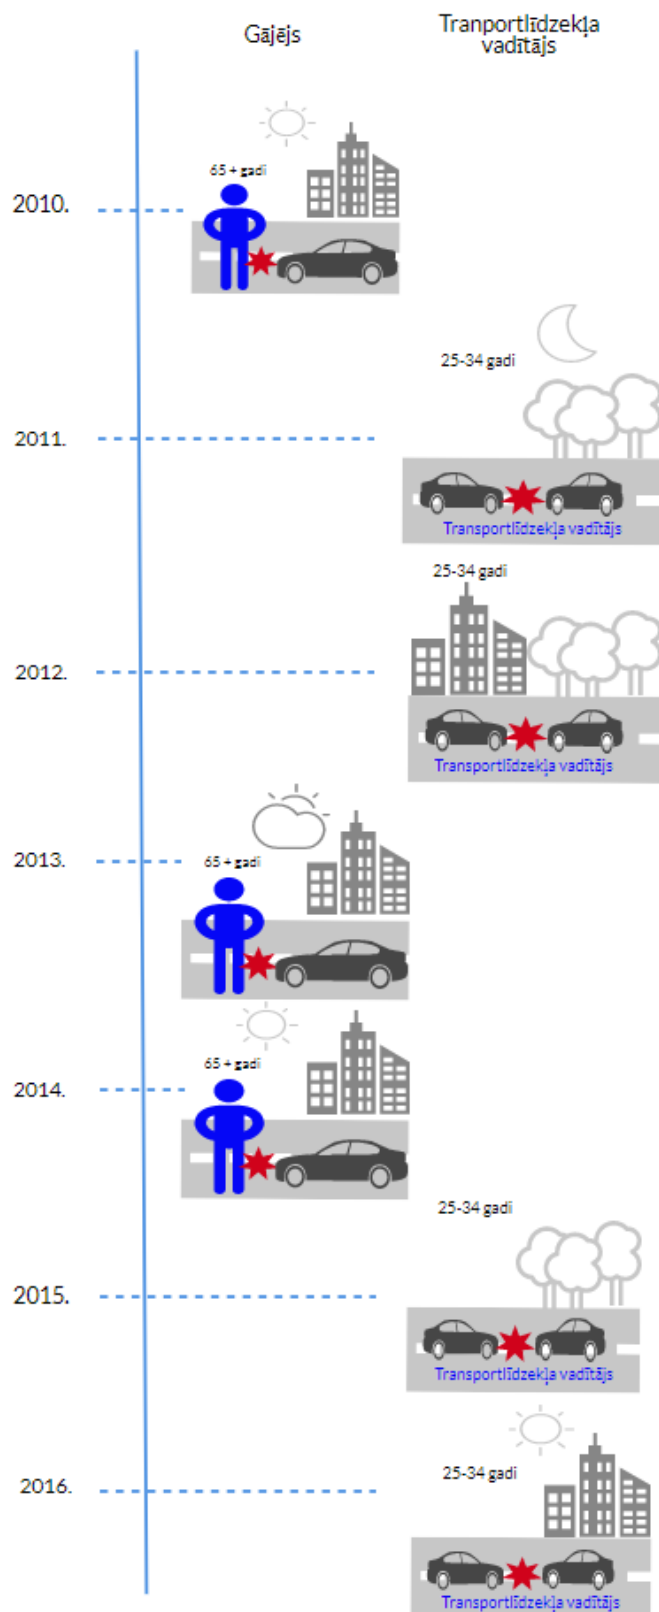 Gājējs
Tranportlīdzekļa
vadītājs
65 + gadi
2010.
25-34 gadi
2011.
Transportlīdzekļa vadītājs
25-34 gadi
2012.
Transportlīdzekļa vadītājs
2013.
65 + gadi
65 + gadi
2014.
25-34 gadi
2015.
Transportlīdzekļa vadītājs
25-34 gadi
2016.
Transportlīdzekļa vadītājs